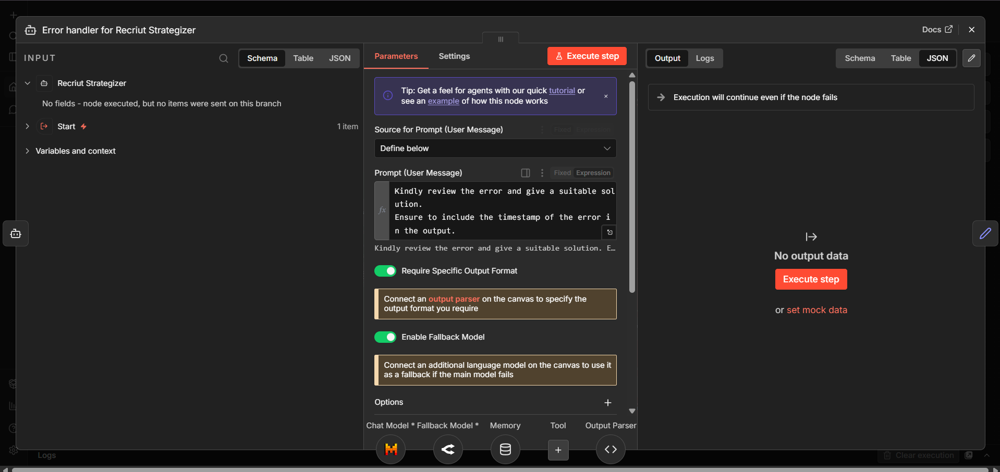 Error handler for Recriut Strategizer
Docs
INPUT
Schema
Table
JSON
Recriut Strategizer
No fields - node executed, but no items were sent on this branch
Start
1 item
Variables and context
Parameters
Settings
Execute step
Tip: Get a feel for agents with our quick tutorial or
see an example of how this node works
Source for Prompt (User Message)
Fixed
Expression
Define below
Prompt (User Message)
Fixed
Expression
fx
Kindly review the error and give a suitable sol
ution.
Ensure to include the timestamp of the error i
n the output.
Kindly review the error and give a suitable solution. E…
Require Specific Output Format
Connect an output parser on the canvas to specify the
output format you require
Enable Fallback Model
Connect an additional language model on the canvas to use it
as a fallback if the main model fails
Options
Chat Model *
Fallback Model *
Memory
Tool
Output Parser
Output
Logs
Schema
Table
JSON
Execution will continue even if the node fails
No output data
Execute step
or set mock data
Logs
Clear execution